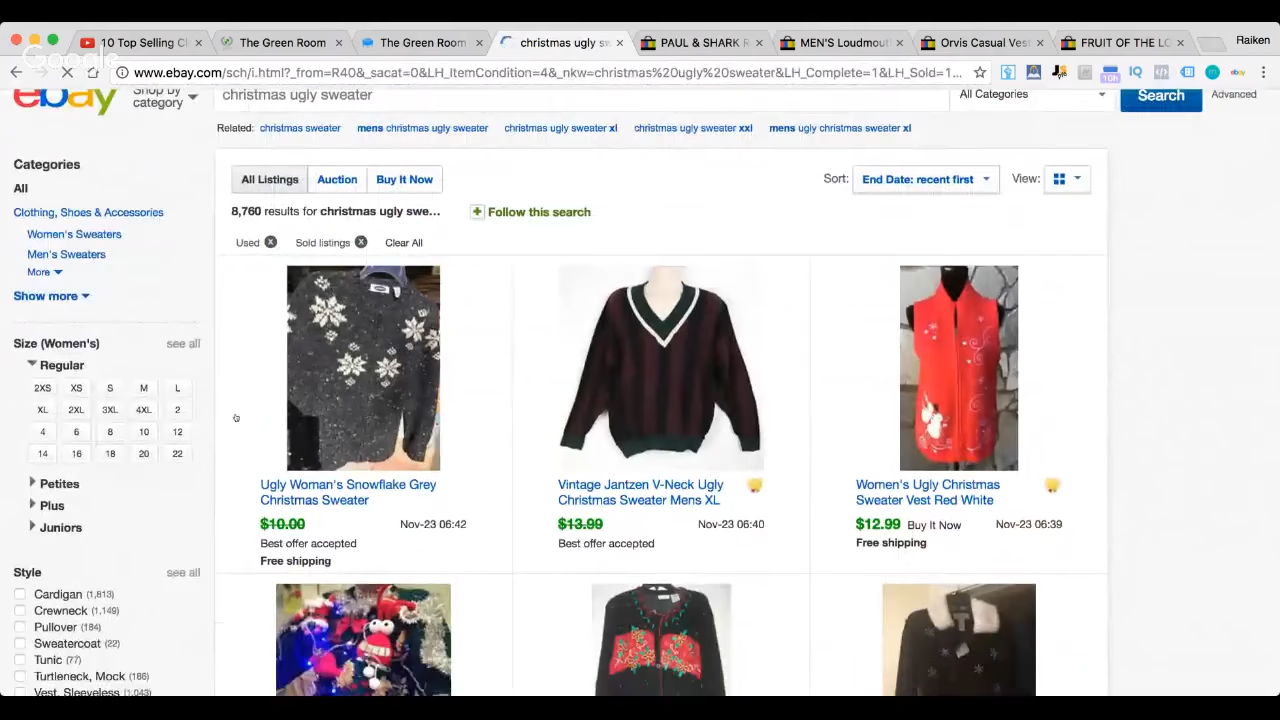 10 Top Selling Cl
The Green Room
The Green Room
christmas ugly sw
PAUL & SHARK
MEN'S Loudmout
Orvis Casual Vest
FRUIT OF THE LO
Raiken
Google
www.ebay.com/sch/i.html?_from=R40&_sacat=0&LH_ItemCondition=4&_nkw=christmas%20ugly%20sweater&LH_Complete=1&LH_Sold=1...
10h
IQ
ebay
ebay
Shop by
category
christmas ugly sweater
All Categories
Search
Advanced
Related: christmas sweater mens christmas ugly sweater christmas ugly sweater xl christmas ugly sweater xxl mens ugly christmas sweater xl
Categories
All
Clothing, Shoes & Accessories
Women's Sweaters
Men's Sweaters
More
Show more
Size (Women's) see all
Regular
2XS XS S M L
XL 2XL 3XL 4XL 2
4 6 8 10 12
14 16 18 20 22
Petites
Plus
Juniors
Style see all
Cardigan (1,813)
Crewneck (1,149)
Pullover (184)
Sweatercoat (22)
Tunic (77)
Turtleneck, Mock (186)
Vest, Sleeveless (1,043)
All Listings Auction Buy It Now
Sort: End Date: recent first View:
8,760 results for christmas ugly swe... Follow this search
Used Sold listings Clear All
Ugly Woman's Snowflake Grey
Christmas Sweater
$10.00 Nov-23 06:42
Best offer accepted
Free shipping
Vintage Jantzen V-Neck Ugly
Christmas Sweater Mens XL
$13.99 Nov-23 06:40
Best offer accepted
Women's Ugly Christmas
Sweater Vest Red White
$12.99 Buy It Now Nov-23 06:39
Free shipping